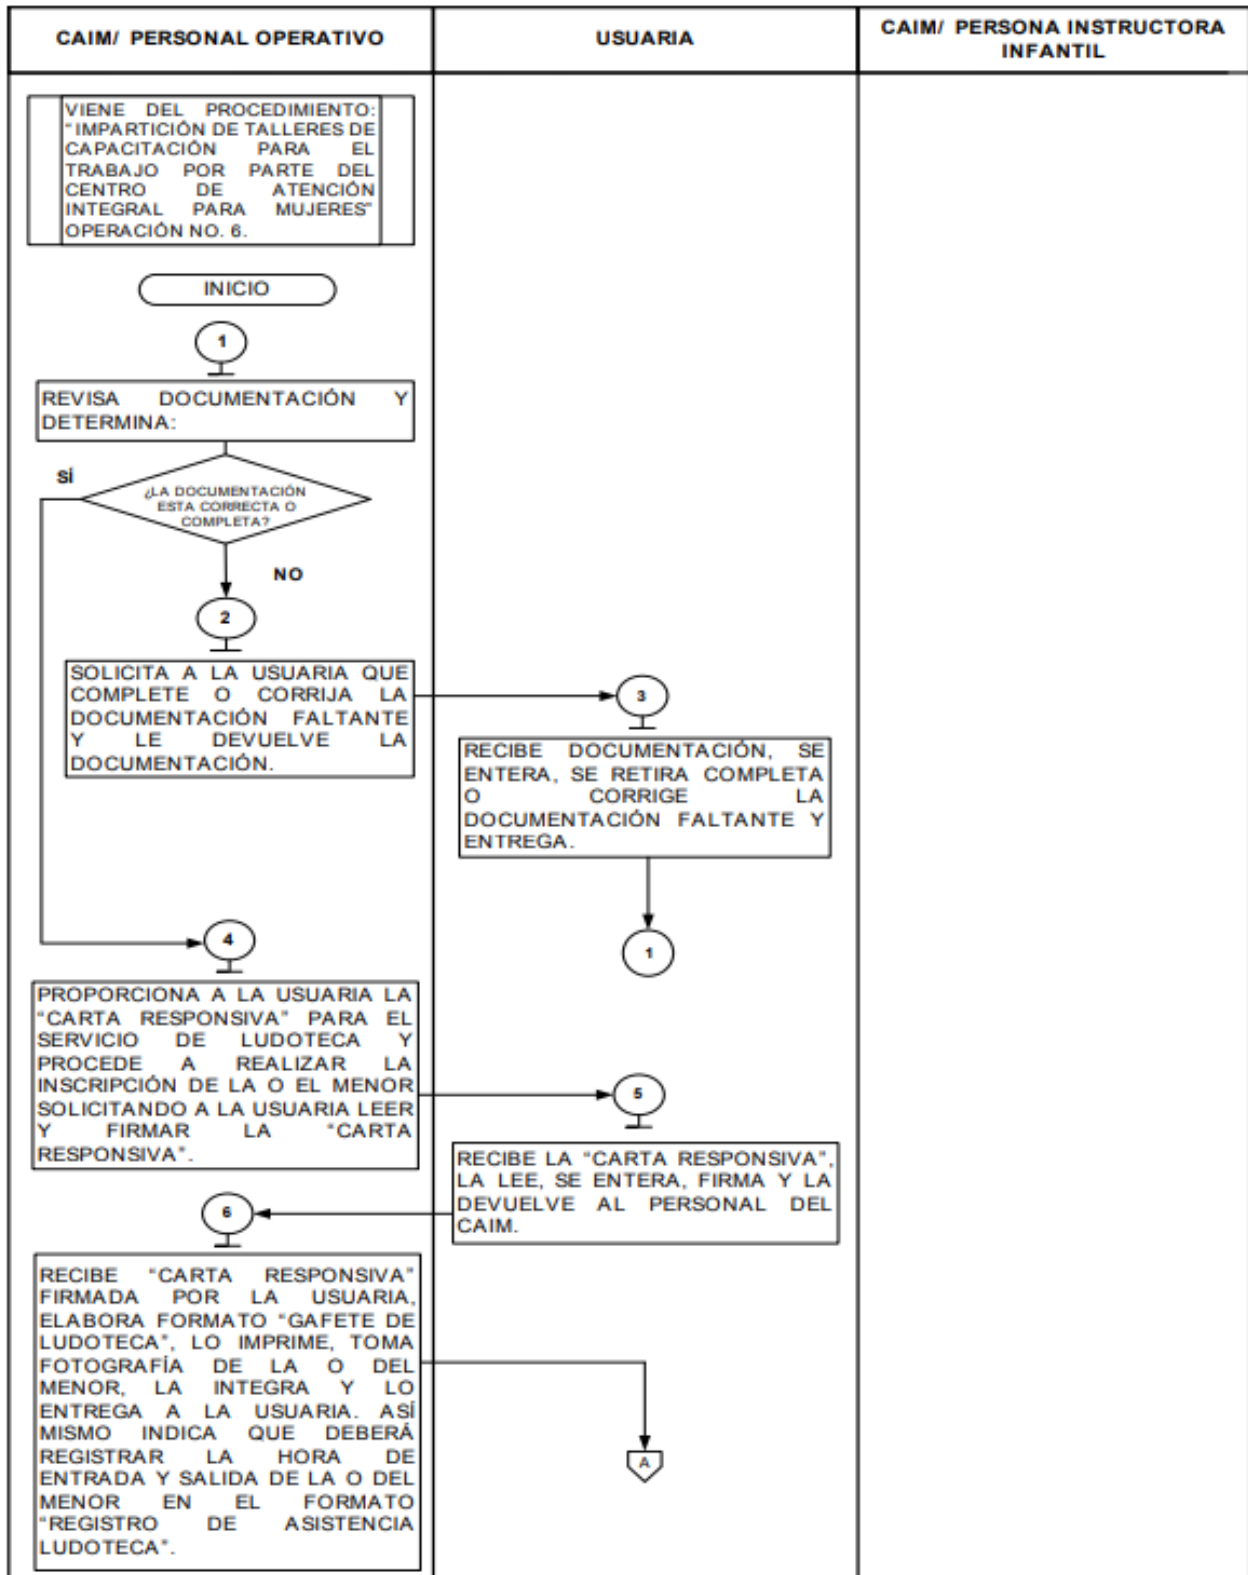 CAIM/ PERSONAL OPERATIVO
USUARIA
CAIM/ PERSONA INSTRUCTORA
INFANTIL
VIENE DEL PROCEDIMIENTO:
"IMPARTICIÓN DE TALLERES DE
CAPACITACIÓN PARA EL
TRABAJO POR PARTE DEL
CENTRO DE ATENCIÓN
INTEGRAL PARA MUJERES"
OPERACIÓN NO. 6.
INICIO
1
REVISA DOCUMENTACIÓN Y
DETERMINA:
SÍ
¿LA DOCUMENTACIÓN
ESTA CORRECTA O
COMPLETA?
NO
2
SOLICITA A LA USUARIA QUE
COMPLETE O CORRIJA LA
DOCUMENTACIÓN FALTANTE
Y LE DEVUELVE LA
DOCUMENTACIÓN.
3
RECIBE DOCUMENTACIÓN, SE
ENTERA, SE RETIRA COMPLETA
O CORRIGE LA
DOCUMENTACIÓN FALTANTE Y
ENTREGA.
1
4
PROPORCIONA A LA USUARIA LA
"CARTA RESPONSIVA" PARA EL
SERVICIO DE LUDOTECA Y
PROCEDE A REALIZAR LA
INSCRIPCIÓN DE LA O EL MENOR
SOLICITANDO A LA USUARIA LEER
Y FIRMAR LA "CARTA
RESPONSIVA".
5
RECIBE LA "CARTA RESPONSIVA",
LA LEE, SE ENTERA, FIRMA Y LA
DEVUELVE AL PERSONAL DEL
CAIM.
6
RECIBE "CARTA RESPONSIVA"
FIRMADA POR LA USUARIA,
ELABORA FORMATO "GAFETE DE
LUDOTECA", LO IMPRIME, TOMA
FOTOGRAFÍA DE LA O DEL
MENOR, LA INTEGRA Y LO
ENTREGA A LA USUARIA. ASÍ
MISMO INDICA QUE DEBERÁ
REGISTRAR LA HORA DE
ENTRADA Y SALIDA DE LA O DEL
MENOR EN EL FORMATO
"REGISTRO DE ASISTENCIA
LUDOTECA".
A